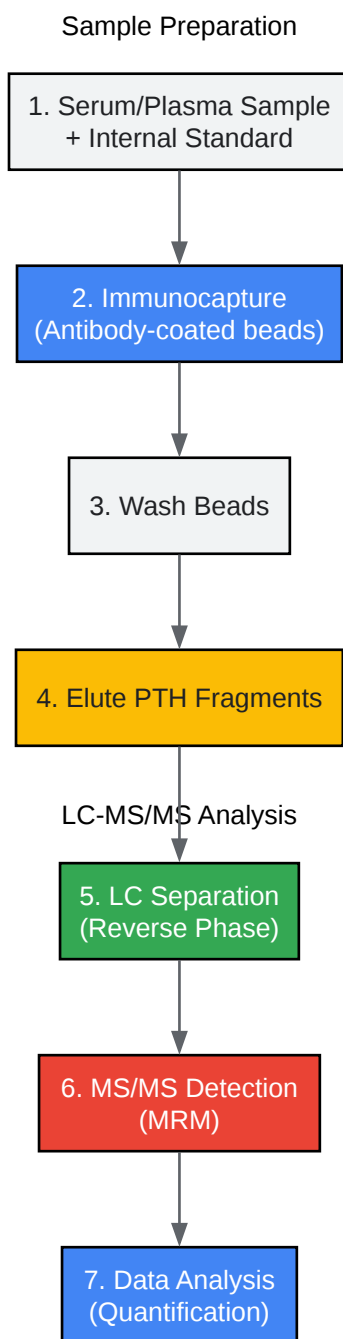 Sample Preparation
1. Serum/Plasma Sample
+ Internal Standard
2. Immunocapture
(Antibody-coated beads)
3. Wash Beads
4. Elute PTH Fragments
LC-MS/MS Analysis
5. LC Separation
(Reverse Phase)
6. MS/MS Detection
(MRM)
7. Data Analysis
(Quantification)